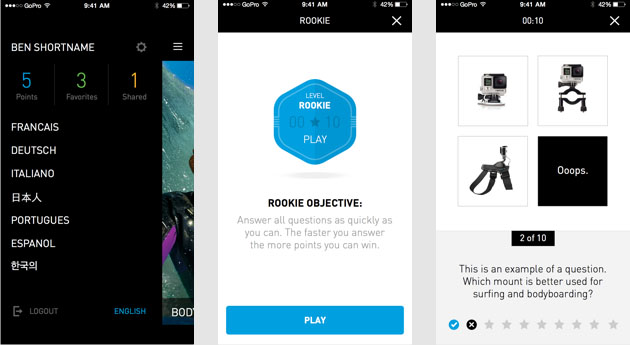 GoPro 9:41 AM 42%
BEN SHORTNAME
5 3 1
Points Favorites Shared
FRANCAIS
DEUTSCH
ITALIANO
日本人
PORTUGUES
ESPANOL
한국의
LOGOUT ENGLISH
BOD
GoPro 9:41 AM 42%
ROOKIE
LEVEL
ROOKIE
00 10
PLAY
ROOKIE OBJECTIVE:
Answer all questions as quickly as
you can. The faster you answer
the more points you can win.
PLAY
GoPro 9:41 AM 42%
00:10
Ooops.
2 of 10
This is an example of a question.
Which mount is better used for
surfing and bodyboarding?